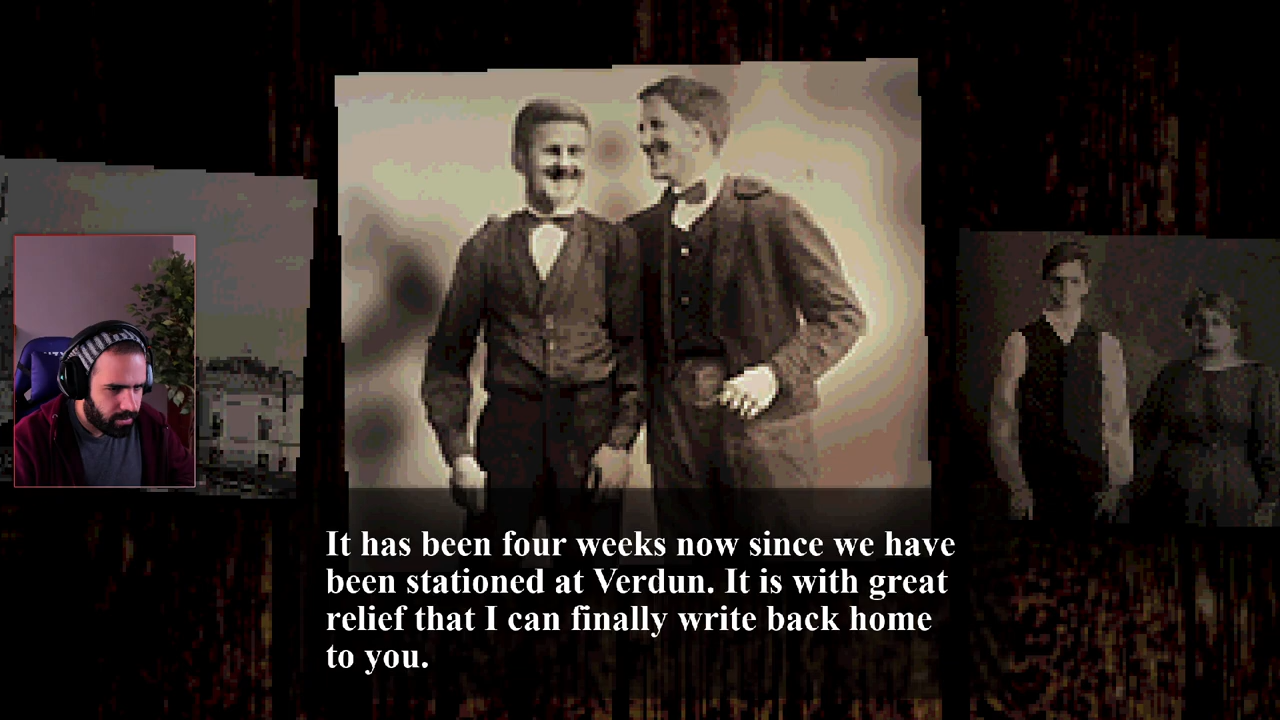 It has been four weeks now since we have
been stationed at Verdun. It is with great
relief that I can finally write back home
to you.